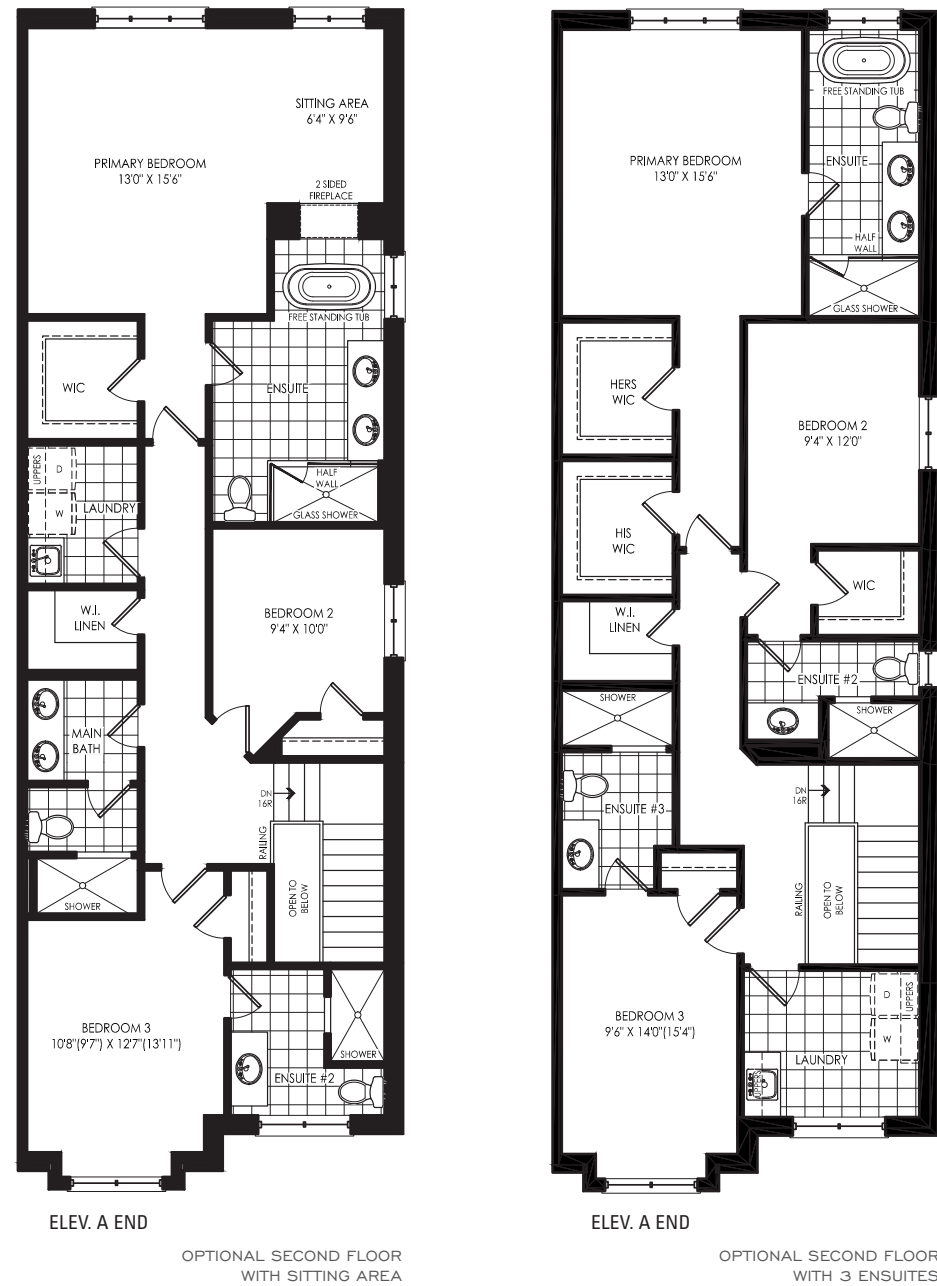 SITTING AREA
6'4" X 9'6"
PRIMARY BEDROOM
13'0" X 15'6"
2 SIDED
FIREPLACE
FREE STANDING TUB
WIC
ENSUITE
UPPERS
D
W
LAUNDRY
HALF
WALL
GLASS SHOWER
W.I.
LINEN
BEDROOM 2
9'4" X 10'0"
MAIN
BATH
DN
16R
RAILING
OPEN TO
BELOW
SHOWER
BEDROOM 3
10'8"(9'7") X 12'7"(13'11")
SHOWER
ENSUITE #2
ELEV. A END
OPTIONAL SECOND FLOOR
WITH SITTING AREA
FREE STANDING TUB
PRIMARY BEDROOM
13'0" X 15'6"
ENSUITE
HALF
WALL
GLASS SHOWER
HERS
WIC
BEDROOM 2
9'4" X 12'0"
HIS
WIC
WIC
W.I.
LINEN
ENSUITE #2
SHOWER
SHOWER
ENSUITE #3
DN
16R
RAILING
OPEN TO
BELOW
BEDROOM 3
9'6" X 14'0"(15'4")
D
UPPERS
W
LAUNDRY
UPPERS
ELEV. A END
OPTIONAL SECOND FLOOR
WITH 3 ENSUITES